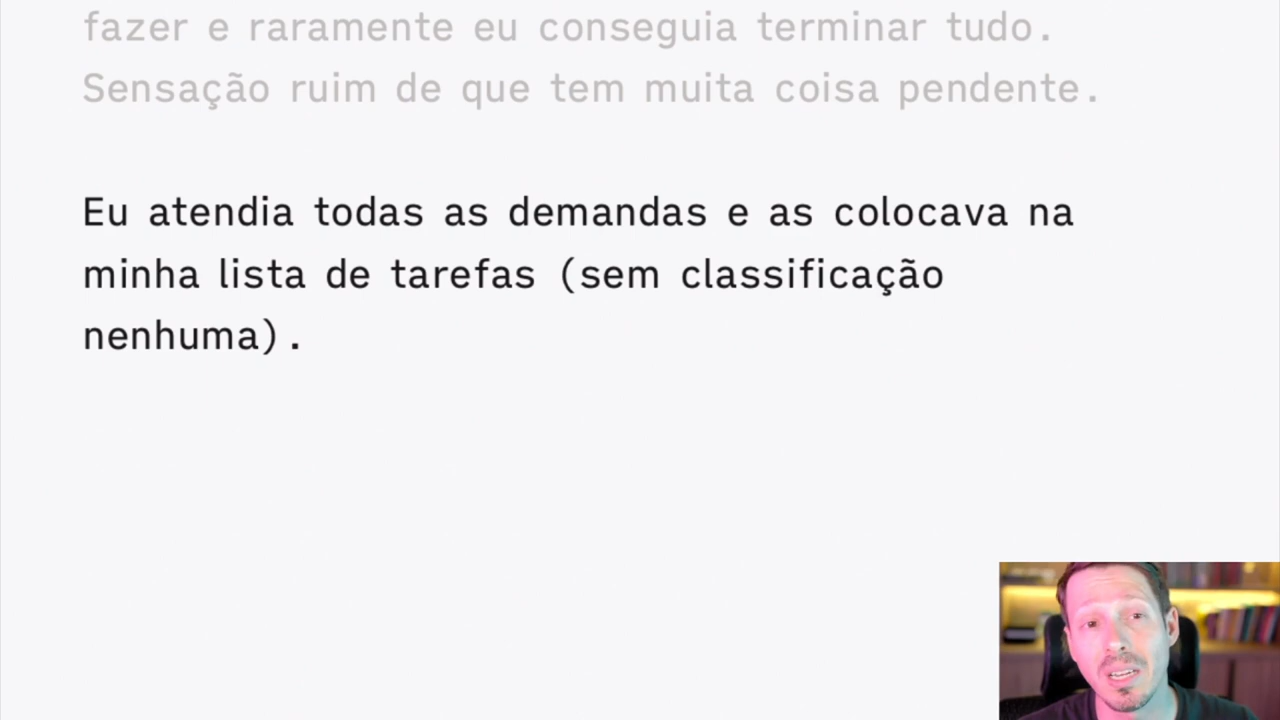 fazer e raramente eu conseguia terminar tudo.
Sensação ruim de que tem muita coisa pendente.
Eu atendia todas as demandas e as colocava na
minha lista de tarefas (sem classificação
nenhuma).